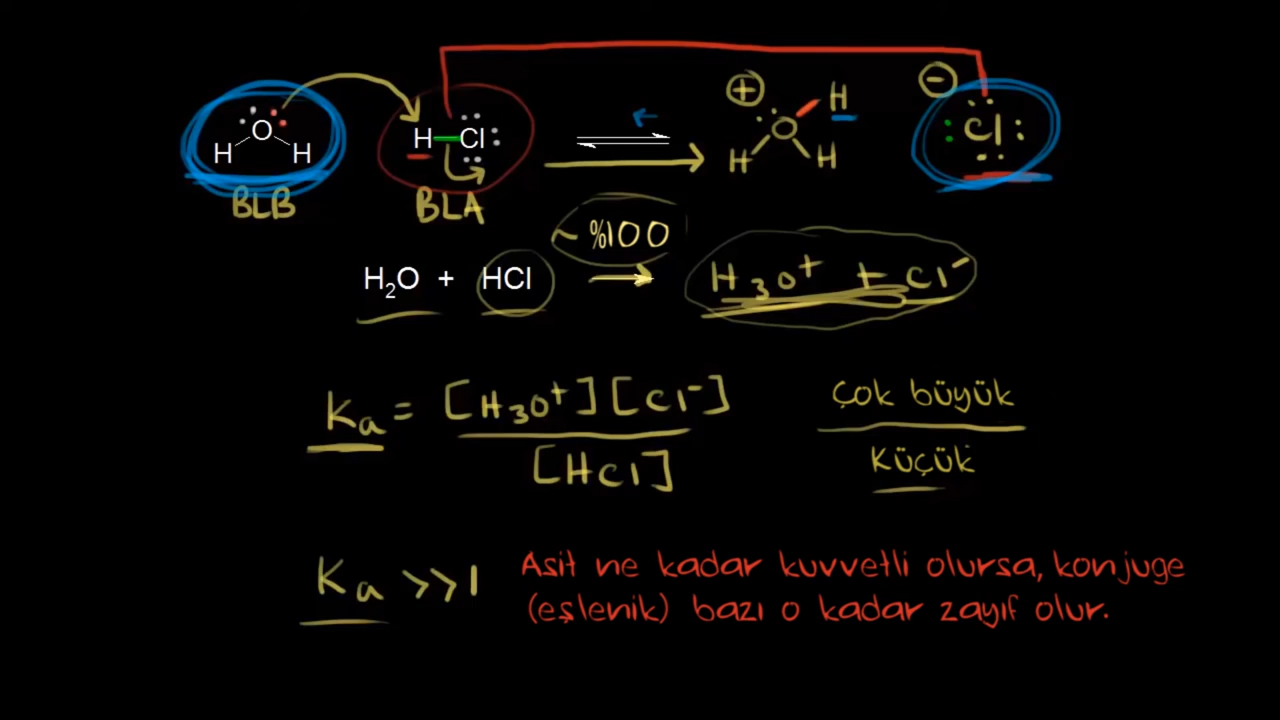 H O H H Cl H O H H + Cl −
BLB BLA
~ %100
H₂O + HCl → H₃O⁺ + Cl⁻
Ka = [H₃O⁺][Cl⁻] / [HCl]
çok büyük
küçük
Ka >>1
Asit ne kadar kuvvetli olursa, konjuge
(eşlenik) bazı o kadar zayıf olur.